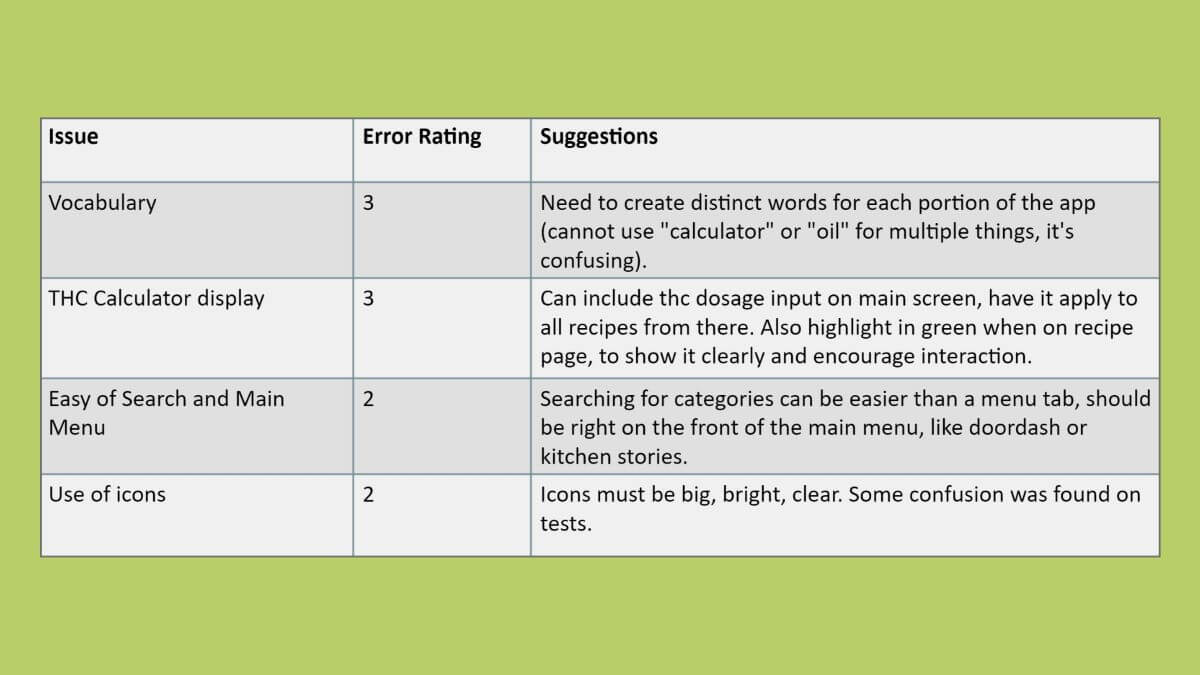 Issue
Error Rating
Suggestions
Vocabulary
3
Need to create distinct words for each portion of the app
(cannot use "calculator" or "oil" for multiple things, it's
confusing).
THC Calculator display
3
Can include thc dosage input on main screen, have it apply to
all recipes from there. Also highlight in green when on recipe
page, to show it clearly and encourage interaction.
Easy of Search and Main
Menu
2
Searching for categories can be easier than a menu tab, should
be right on the front of the main menu, like doordash or
kitchen stories.
Use of icons
2
Icons must be big, bright, clear. Some confusion was found on
tests.